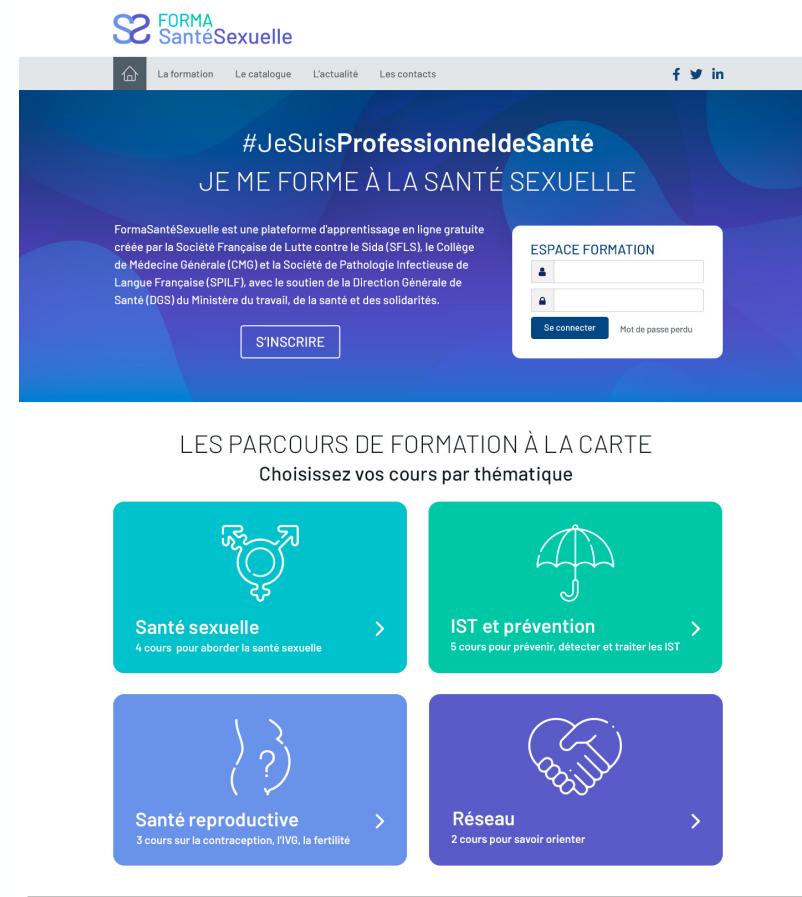 FORMA
SantéSexuelle
La formation Le catalogue L'actualité Les contacts
#JeSuisProfessionneldeSanté
JE ME FORME À LA SANTÉ SEXUELLE
FormaSantéSexuelle est une plateforme d'apprentissage en ligne gratuite
créée par la Société Française de Lutte contre le Sida (SFLS), le Collège
de Médecine Générale (CMG) et la Société de Pathologie Infectieuse de
Langue Française (SPILF), avec le soutien de la Direction Générale de
Santé (DGS) du Ministère du travail, de la santé et des solidarités.
S'INSCRIRE
ESPACE FORMATION
Se connecter Mot de passe perdu
LES PARCOURS DE FORMATION À LA CARTE
Choisissez vos cours par thématique
Santé sexuelle
4 cours pour aborder la santé sexuelle
IST et prévention
5 cours pour prévenir, détecter et traiter les IST
?
Santé reproductive
3 cours sur la contraception, l'IVG, la fertilité
Réseau
2 cours pour savoir orienter